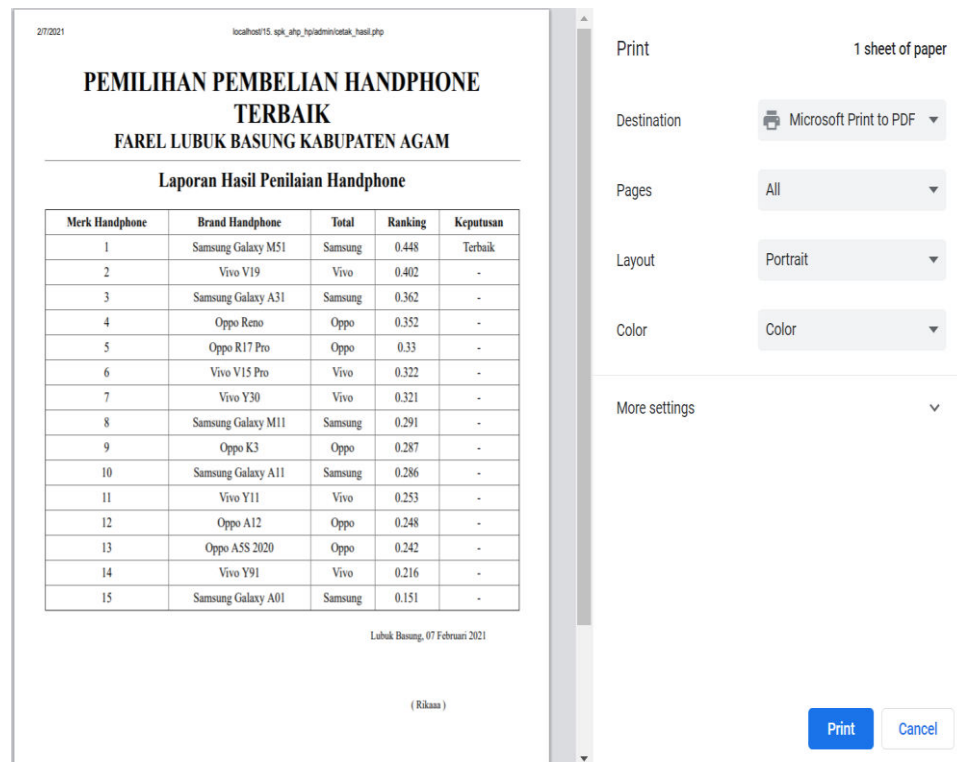 2/7/2021 localhost/15. spk_ahp_hp/admin/cetak_hasil.php
PEMILIHAN PEMBELIAN HANDPHONE
TERBAIK
FAREL LUBUK BASUNG KABUPATEN AGAM
Laporan Hasil Penilaian Handphone
Merk Handphone Brand Handphone Total Ranking Keputusan
1 Samsung Galaxy M51 Samsung 0.448 Terbaik
2 Vivo V19 Vivo 0.402 -
3 Samsung Galaxy A31 Samsung 0.362 -
4 Oppo Reno Oppo 0.352 -
5 Oppo R17 Pro Oppo 0.33 -
6 Vivo V15 Pro Vivo 0.322 -
7 Vivo Y30 Vivo 0.321 -
8 Samsung Galaxy M11 Samsung 0.291 -
9 Oppo K3 Oppo 0.287 -
10 Samsung Galaxy A11 Samsung 0.286 -
11 Vivo Y11 Vivo 0.253 -
12 Oppo A12 Oppo 0.248 -
13 Oppo A5S 2020 Oppo 0.242 -
14 Vivo Y91 Vivo 0.216 -
15 Samsung Galaxy A01 Samsung 0.151 -
Lubuk Basung, 07 Februari 2021
( Rikaaa )
Print 1 sheet of paper
Destination Microsoft Print to PDF
Pages All
Layout Portrait
Color Color
More settings
Print Cancel